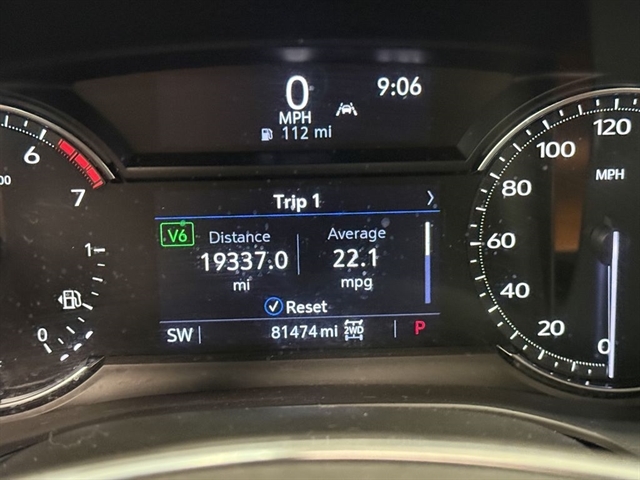 0
9:06
MPH
112 mi
6
7
00
1
0
Trip 1
V6
Distance
Average
19337.0
22.1
mi
mpg
Reset
SW
81474 mi
2WD
P
120
100
MPH
80
60
40
20
0